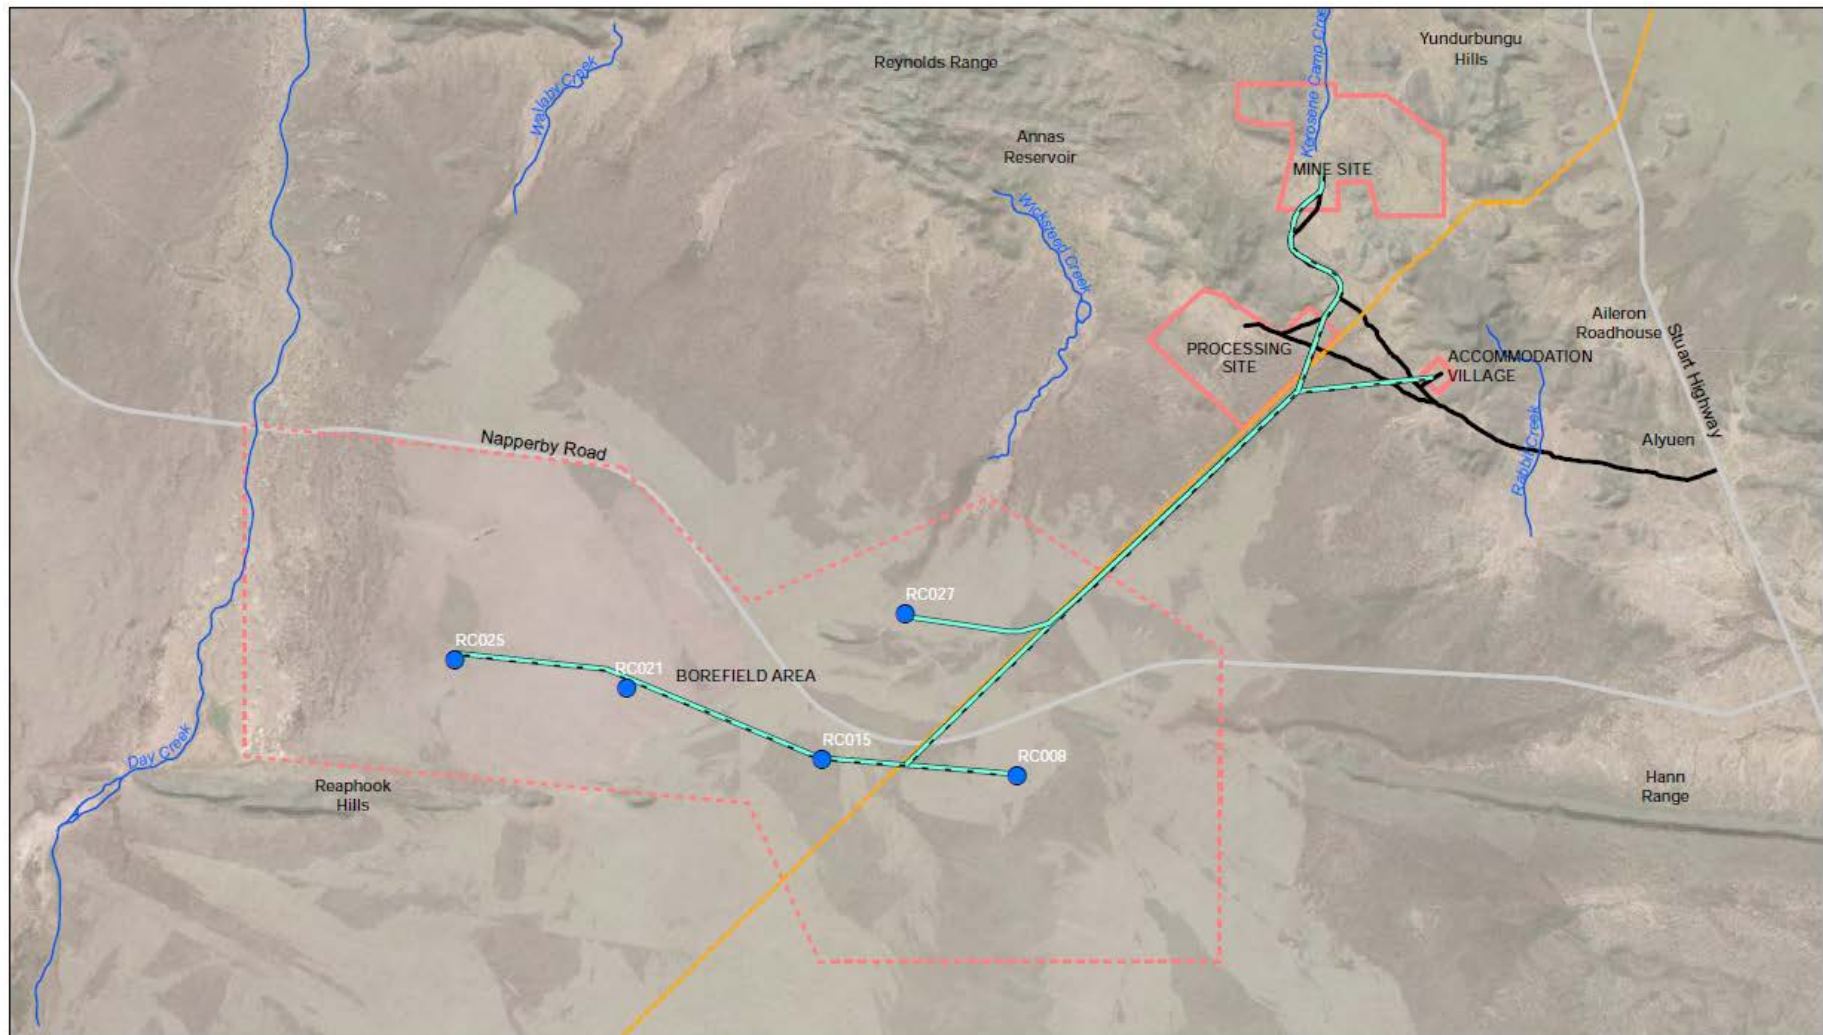 Yundurbungu
Hills
Reynolds Range
Kerosene Camp Creek
Wallaby Creek
Annas
Reservoir
MINE SITE
Wicksteed Creek
Aileron
Roadhouse
Stuart Highway
PROCESSING
SITE
ACCOMMODATION
VILLAGE
Rabbit Creek
Alyuen
Napperby Road
RC027
RC025
RC021
BOREFIELD AREA
RC015
RC008
Day Creek
Reaphook
Hills
Hann
Range